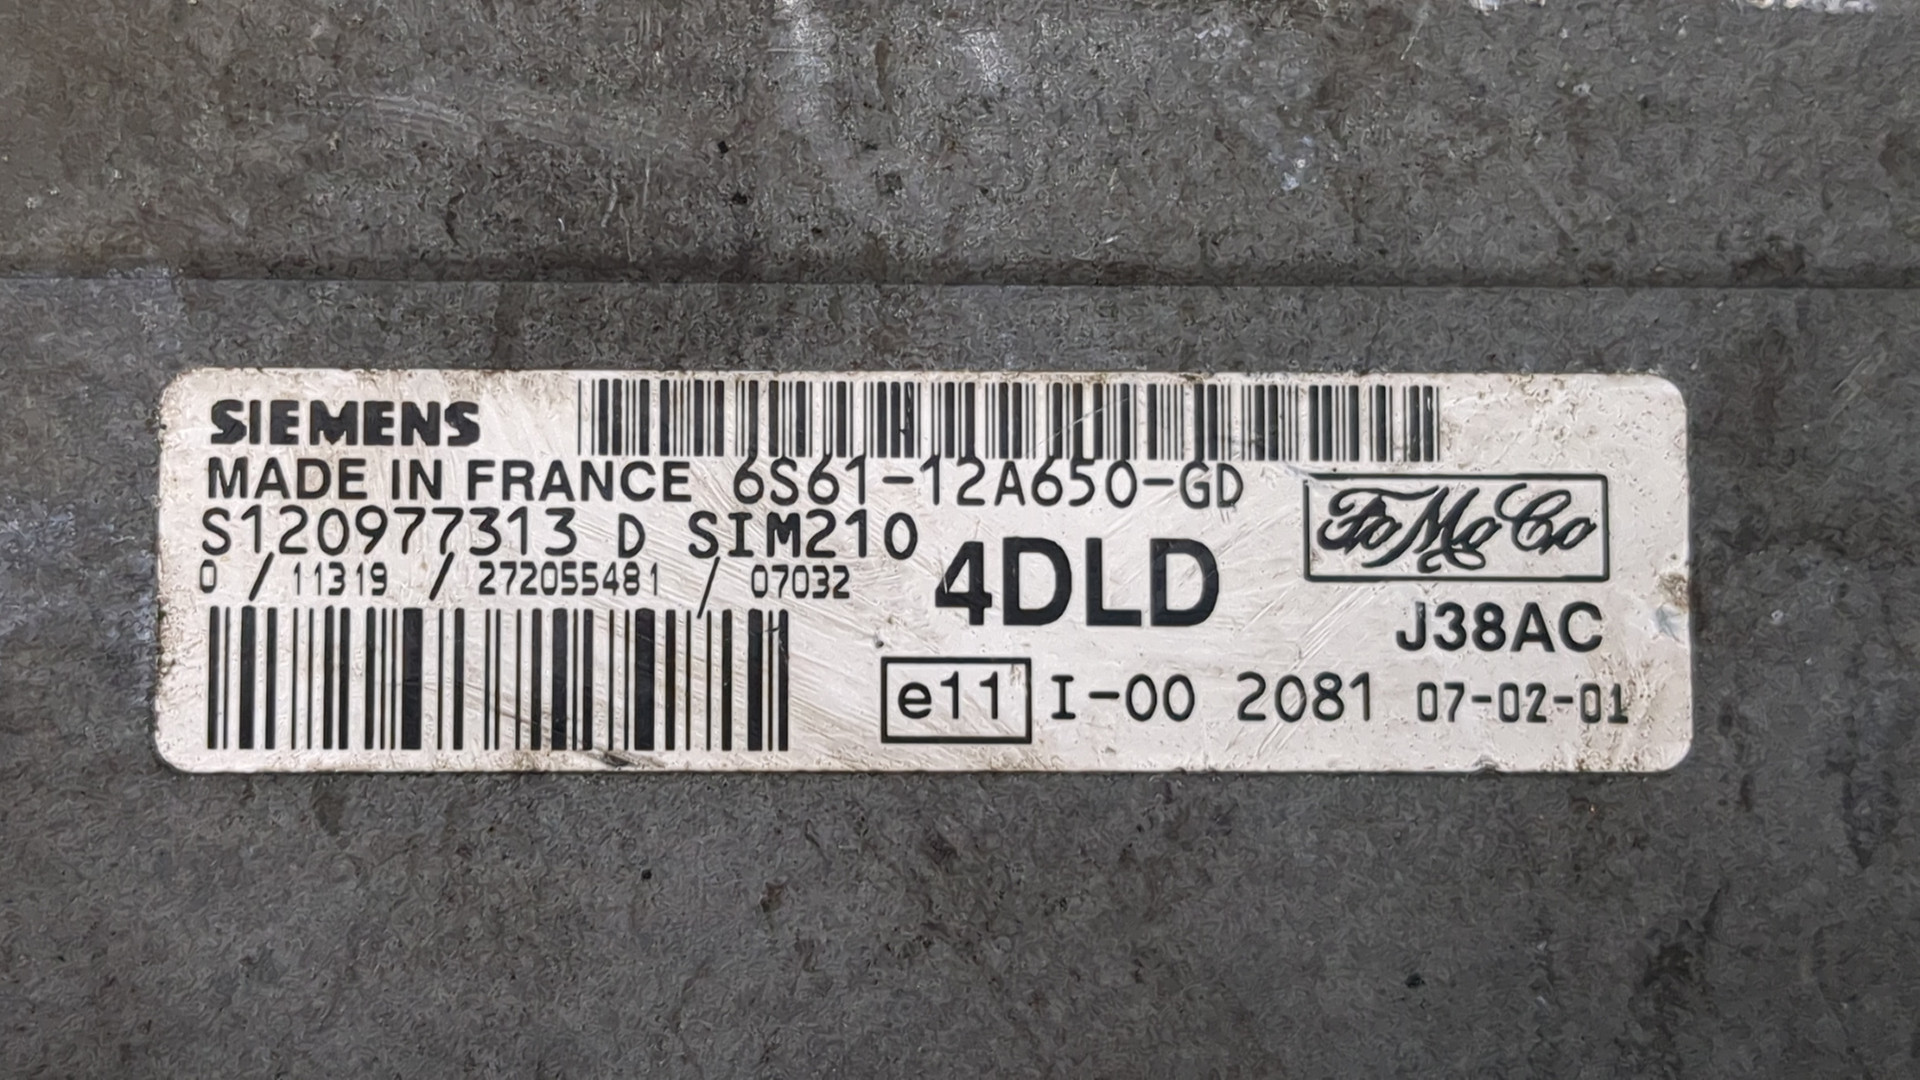 SIEMENS
MADE IN FRANCE 6S61-12A650-GD
S120977313 D SIM210
0 / 11319 / 272055481 / 07032
4DLD
FoMoCo
J38AC
e11 I-00 2081 07-02-01